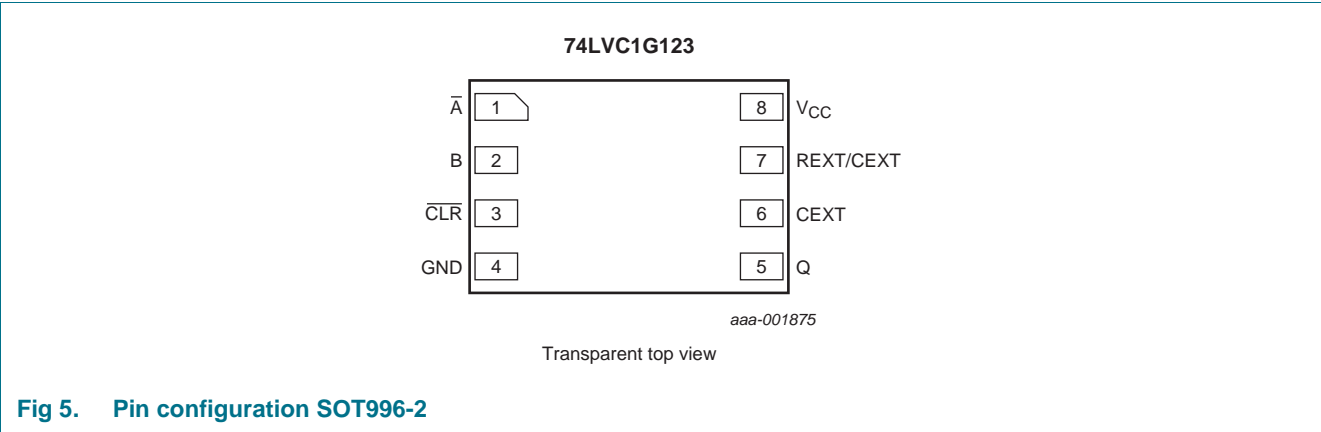 74LVC1G123
A̅ 1 8 VCC
B 2 7 REXT/CEXT
C̅L̅R̅ 3 6 CEXT
GND 4 5 Q
aaa-001875
Transparent top view
Fig 5. Pin configuration SOT996-2